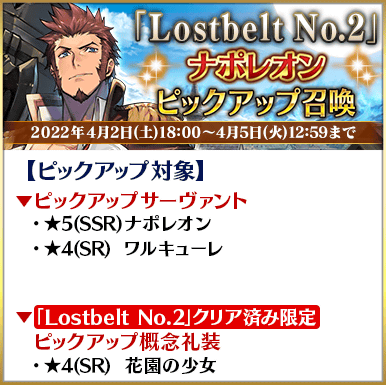 「Lostbelt No.2」
ナポレオン
ピックアップ召喚
2022年4月2日(土)18:00～4月5日(火)12:59まで
【ピックアップ対象】
▼ピックアップサーヴァント
・★5(SSR)ナポレオン
・★4(SR) ワルキューレ
▼「Lostbelt No.2」クリア済み限定
ピックアップ概念礼装
・★4(SR) 花園の少女